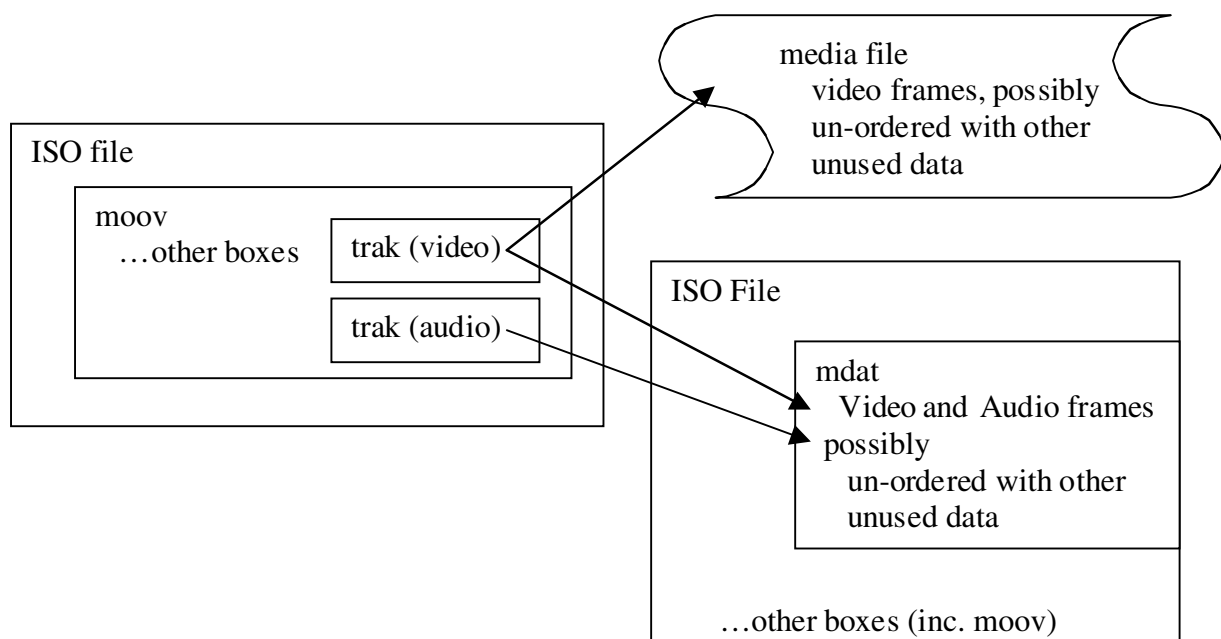 ISO file
moov
…other boxes
trak (video)
trak (audio)
media file
video frames, possibly
un-ordered with other
unused data
ISO File
mdat
Video and Audio frames
possibly
un-ordered with other
unused data
…other boxes (inc. moov)